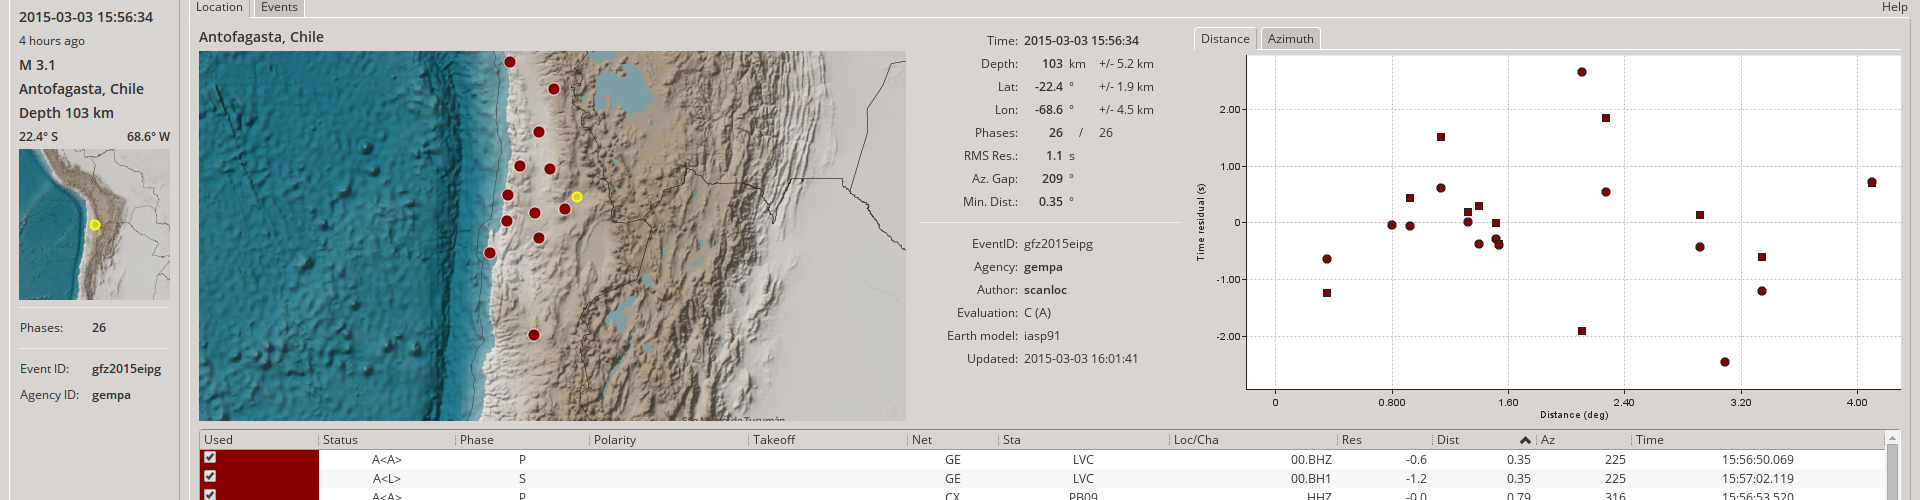 2015-03-03 15:56:34
4 hours ago
M 3.1
Antofagasta, Chile
Depth 103 km
22.4° S 68.6° W
Phases: 26
Event ID: gfz2015eipg
Agency ID: gempa
Location Events Help
Antofagasta, Chile
San Miguel de Tucumán
Time: 2015-03-03 15:56:34
Depth: 103 km +/- 5.2 km
Lat: -22.4 ° +/- 1.9 km
Lon: -68.6 ° +/- 4.5 km
Phases: 26 / 26
RMS Res.: 1.1 s
Az. Gap: 209 °
Min. Dist.: 0.35 °
EventID: gfz2015eipg
Agency: gempa
Author: scanloc
Evaluation: C (A)
Earth model: iasp91
Updated: 2015-03-03 16:01:41
Distance Azimuth
Time residual (s)
2.00
1.00
0
-1.00
-2.00
0 0.800 1.60 2.40 3.20 4.00
Distance (deg)
Used Status Phase Polarity Takeoff Net Sta Loc/Cha Res Dist Az Time
A<A> P GE LVC 00.BHZ -0.6 0.35 225 15:56:50.069
A<L> S GE LVC 00.BH1 -1.2 0.35 225 15:57:02.119
A<A> P CX PB09 HHZ -0.0 0.79 316 15:56:53.520